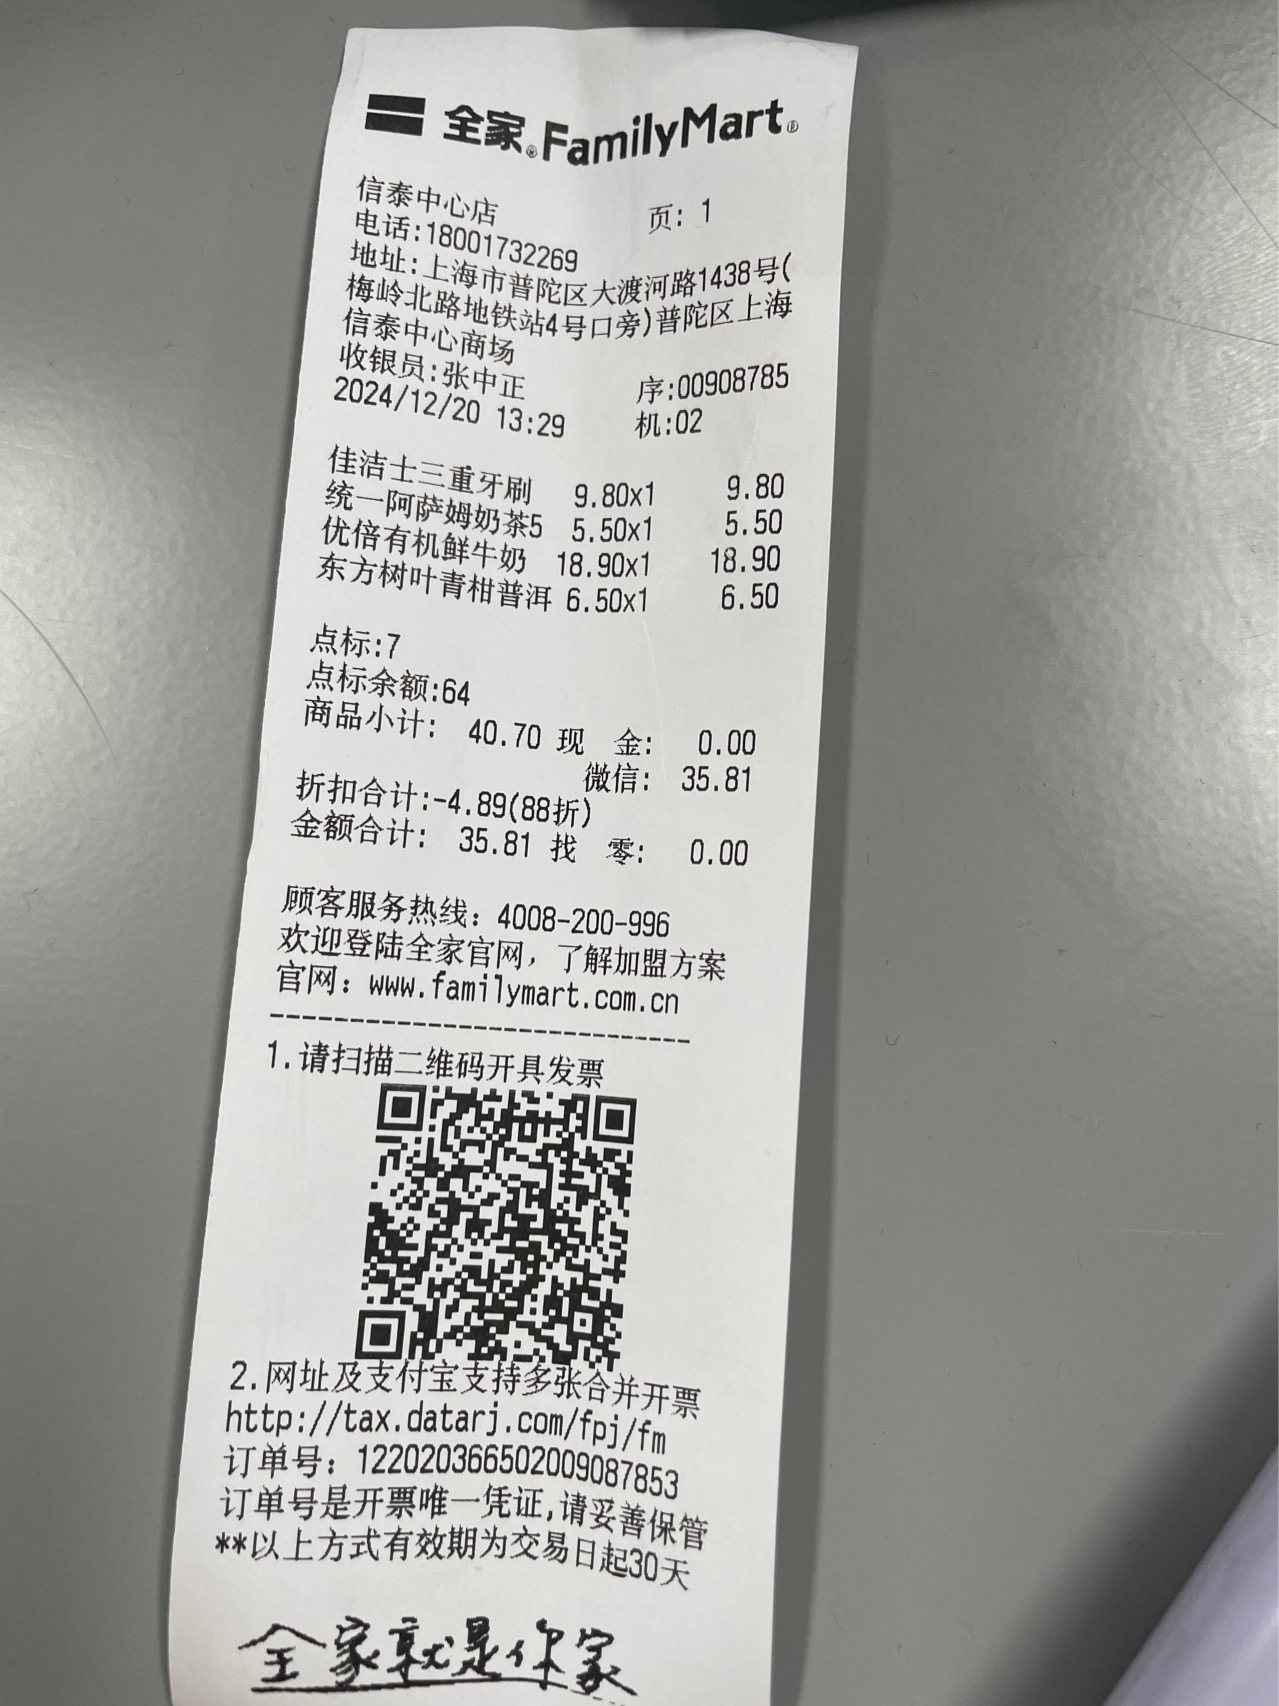 全家®FamilyMart®
信泰中心店 页: 1
电话:18001732269
地址:上海市普陀区大渡河路1438号(
梅岭北路地铁站4号口旁)普陀区上海
信泰中心商场
收银员:张中正 序:00908785
2024/12/20 13:29 机:02
佳洁士三重牙刷 9.80x1 9.80
统一阿萨姆奶茶5 5.50x1 5.50
优倍有机鲜牛奶 18.90x1 18.90
东方树叶青柑普洱 6.50x1 6.50
点标:7
点标余额:64
商品小计: 40.70 现 金: 0.00
微信: 35.81
折扣合计:-4.89(88折)
金额合计: 35.81 找 零: 0.00
顾客服务热线: 4008-200-996
欢迎登陆全家官网, 了解加盟方案
官网: www.familymart.com.cn
---------------------------
1.请扫描二维码开具发票
2.网址及支付宝支持多张合并开票
http://tax.datarj.com/fpj/fm
订单号: 122020366502009087853
订单号是开票唯一凭证,请妥善保管
**以上方式有效期为交易日起30天
全家就是你家